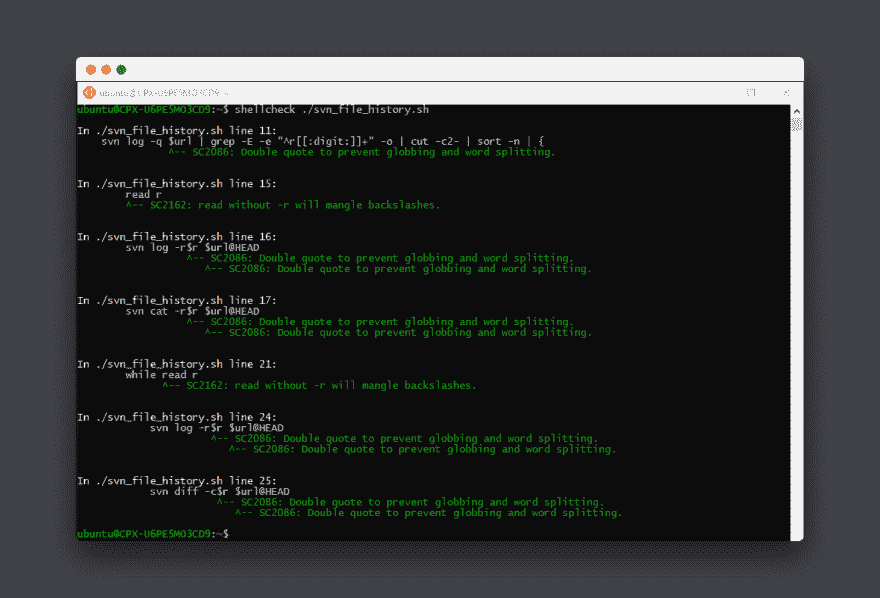 ubuntu@CPX-U6PE5MO3CD9: ~
ubuntu@CPX-U6PE5MO3CD9:~$ shellcheck ./svn_file_history.sh
In ./svn_file_history.sh line 11:
    svn log -q $url | grep -E -e "^r[[:digit:]]+" -o | cut -c2- | sort -n | {
               ^-- SC2086: Double quote to prevent globbing and word splitting.
In ./svn_file_history.sh line 15:
        read r
        ^-- SC2162: read without -r will mangle backslashes.
In ./svn_file_history.sh line 16:
        svn log -r$r $url@HEAD
                  ^-- SC2086: Double quote to prevent globbing and word splitting.
                     ^-- SC2086: Double quote to prevent globbing and word splitting.
In ./svn_file_history.sh line 17:
        svn cat -r$r $url@HEAD
                  ^-- SC2086: Double quote to prevent globbing and word splitting.
                     ^-- SC2086: Double quote to prevent globbing and word splitting.
In ./svn_file_history.sh line 21:
        while read r
              ^-- SC2162: read without -r will mangle backslashes.
In ./svn_file_history.sh line 24:
            svn log -r$r $url@HEAD
                      ^-- SC2086: Double quote to prevent globbing and word splitting.
                         ^-- SC2086: Double quote to prevent globbing and word splitting.
In ./svn_file_history.sh line 25:
            svn diff -c$r $url@HEAD
                       ^-- SC2086: Double quote to prevent globbing and word splitting.
                          ^-- SC2086: Double quote to prevent globbing and word splitting.
ubuntu@CPX-U6PE5MO3CD9:~$